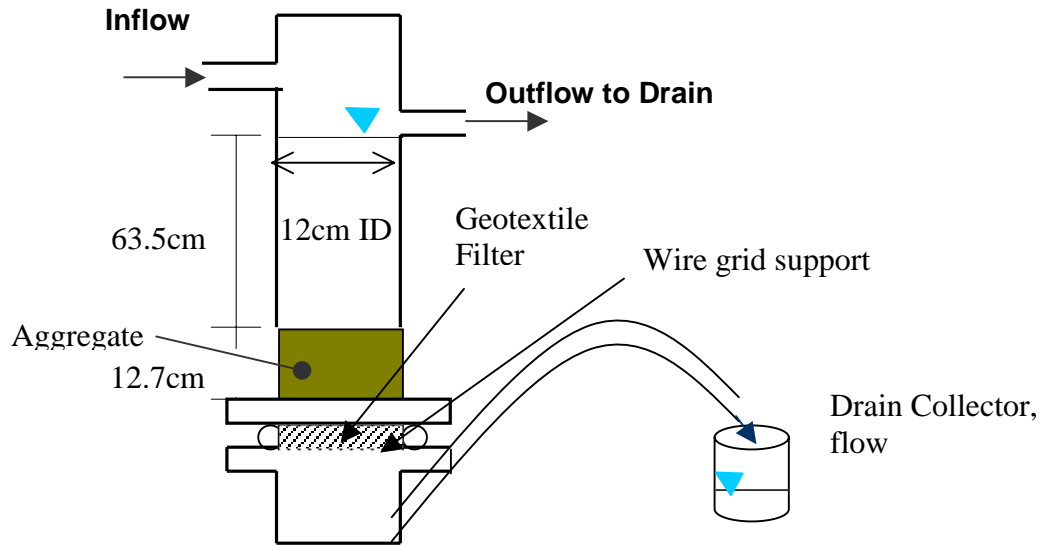 Inflow
Outflow to Drain
63.5cm
12cm ID
Geotextile
Filter
Wire grid support
Aggregate
12.7cm
Drain Collector,
flow